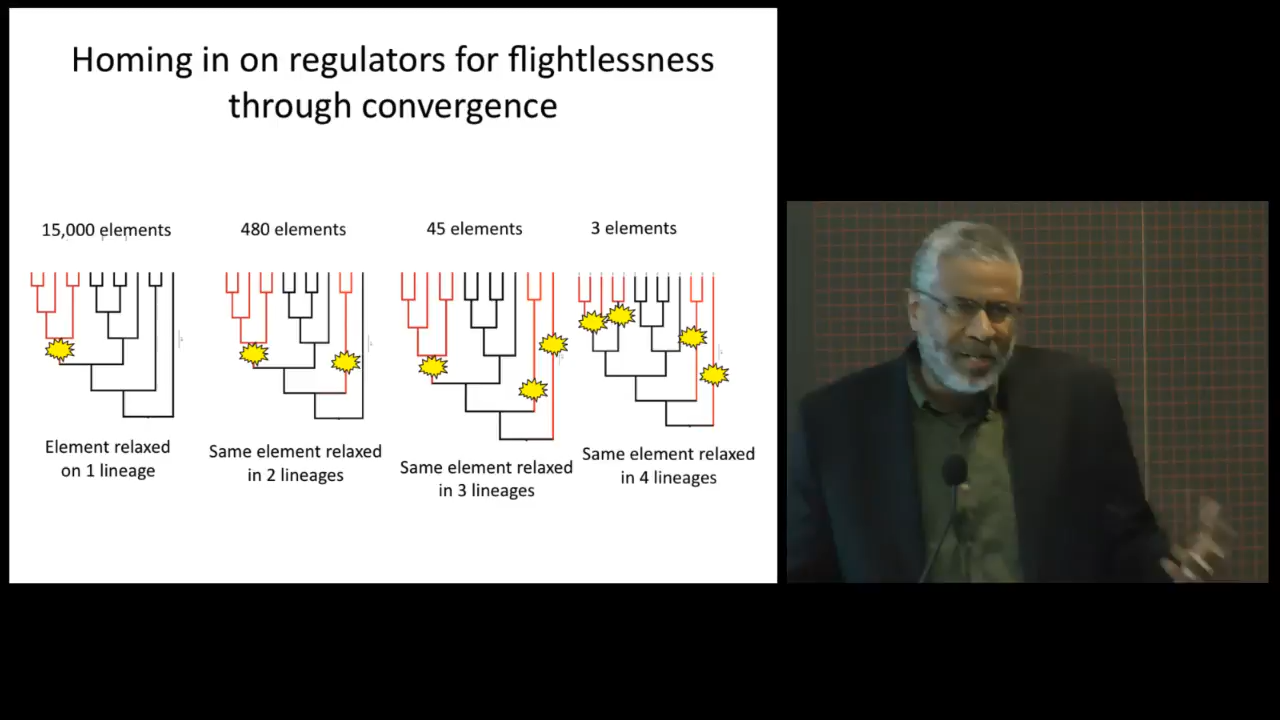 Homing in on regulators for flightlessness
through convergence
15,000 elements
480 elements
45 elements
3 elements
Element relaxed
on 1 lineage
Same element relaxed
in 2 lineages
Same element relaxed
in 3 lineages
Same element relaxed
in 4 lineages